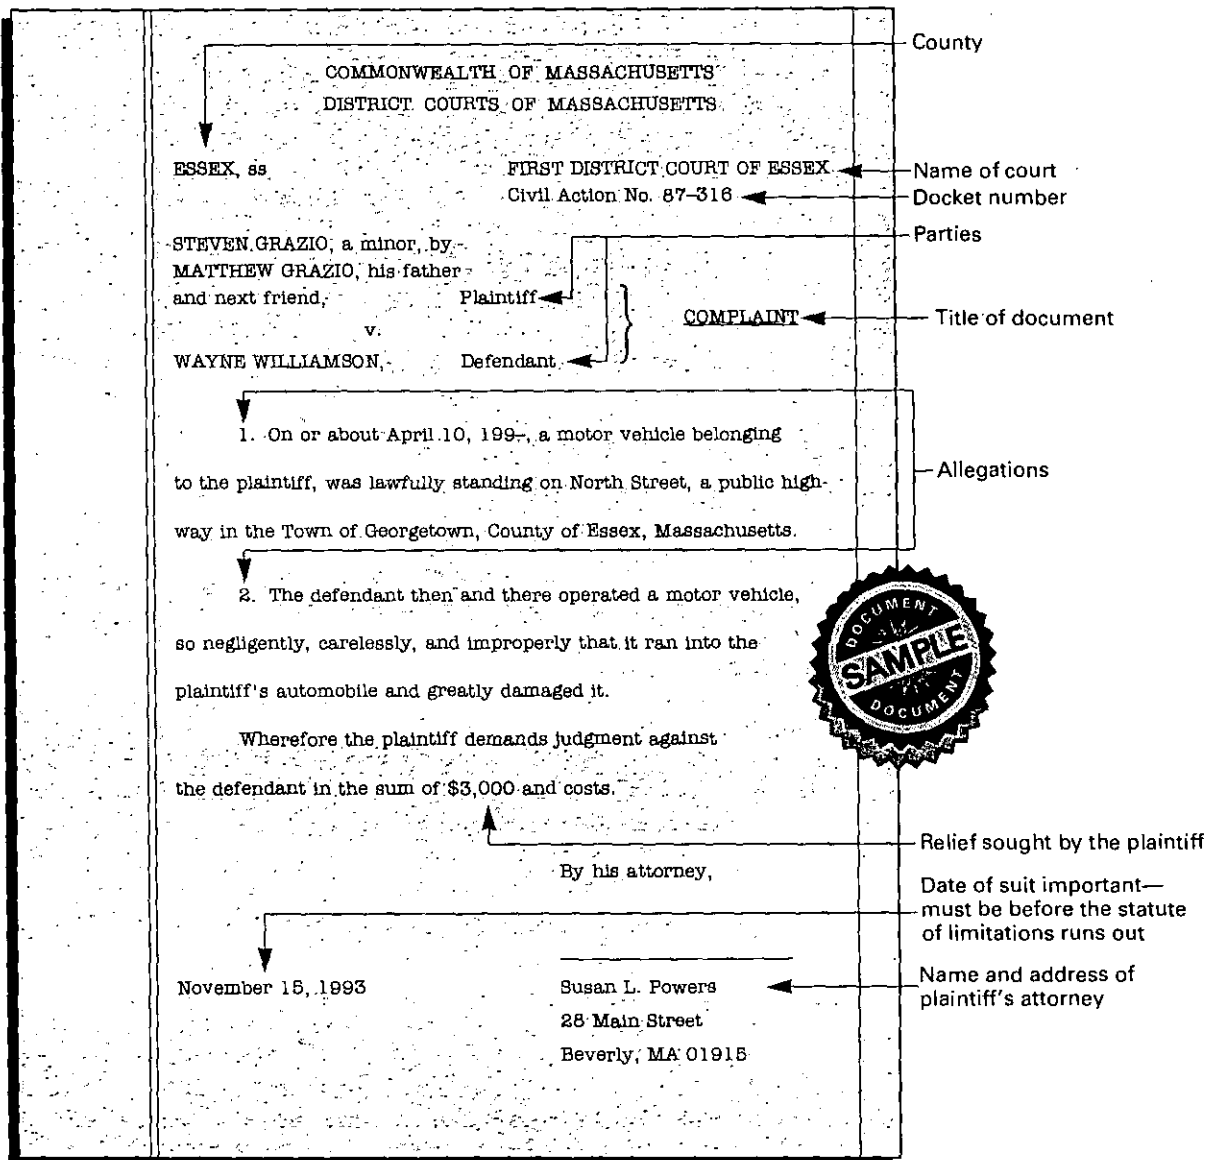 County
COMMONWEALTH OF MASSACHUSETTS
DISTRICT COURTS OF MASSACHUSETTS
ESSEX, ss
FIRST DISTRICT COURT OF ESSEX
Name of court
Civil Action No. 87-316
Docket number
STEVEN GRAZIO, a minor, by
MATTHEW GRAZIO, his father
and next friend,
Plaintiff
Parties
v.
COMPLAINT
Title of document
WAYNE WILLIAMSON,
Defendant
1. On or about April 10, 199-, a motor vehicle belonging
to the plaintiff, was lawfully standing on North Street, a public high-
way in the Town of Georgetown, County of Essex, Massachusetts.
Allegations
2. The defendant then and there operated a motor vehicle,
so negligently, carelessly, and improperly that it ran into the
plaintiff's automobile and greatly damaged it.
DOCUMENT
SAMPLE
DOCUMENT
Wherefore the plaintiff demands judgment against
the defendant in the sum of $3,000 and costs.
Relief sought by the plaintiff
By his attorney,
Date of suit important—
must be before the statute
of limitations runs out
November 15, 1993
Susan L. Powers
28 Main Street
Beverly, MA 01915
Name and address of
plaintiff's attorney